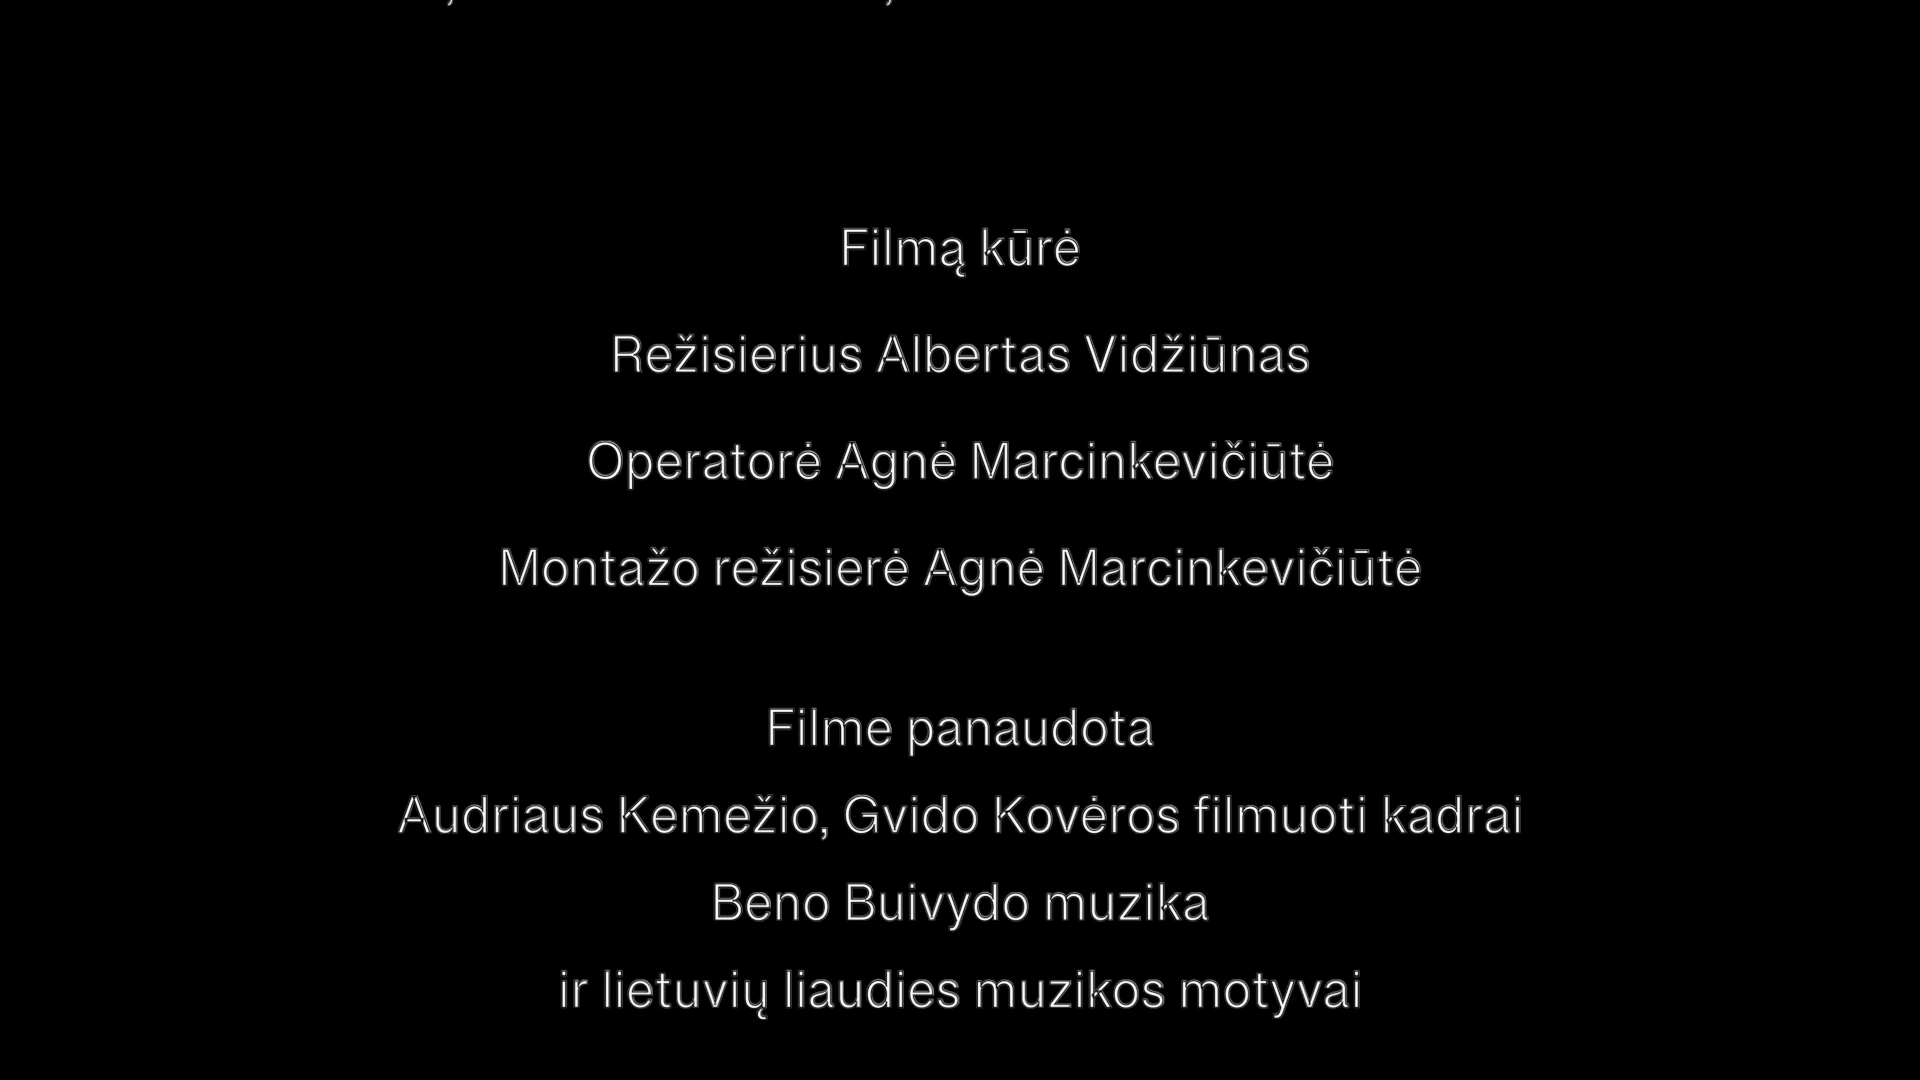 Filmą kūrė
Režisierius Albertas Vidžiūnas
Operatorė Agnė Marcinkevičiūtė
Montažo režisierė Agnė Marcinkevičiūtė
Filme panaudota
Audriaus Kemežio, Gvido Kovėros filmuoti kadrai
Beno Buivydo muzika
ir lietuvių liaudies muzikos motyvai